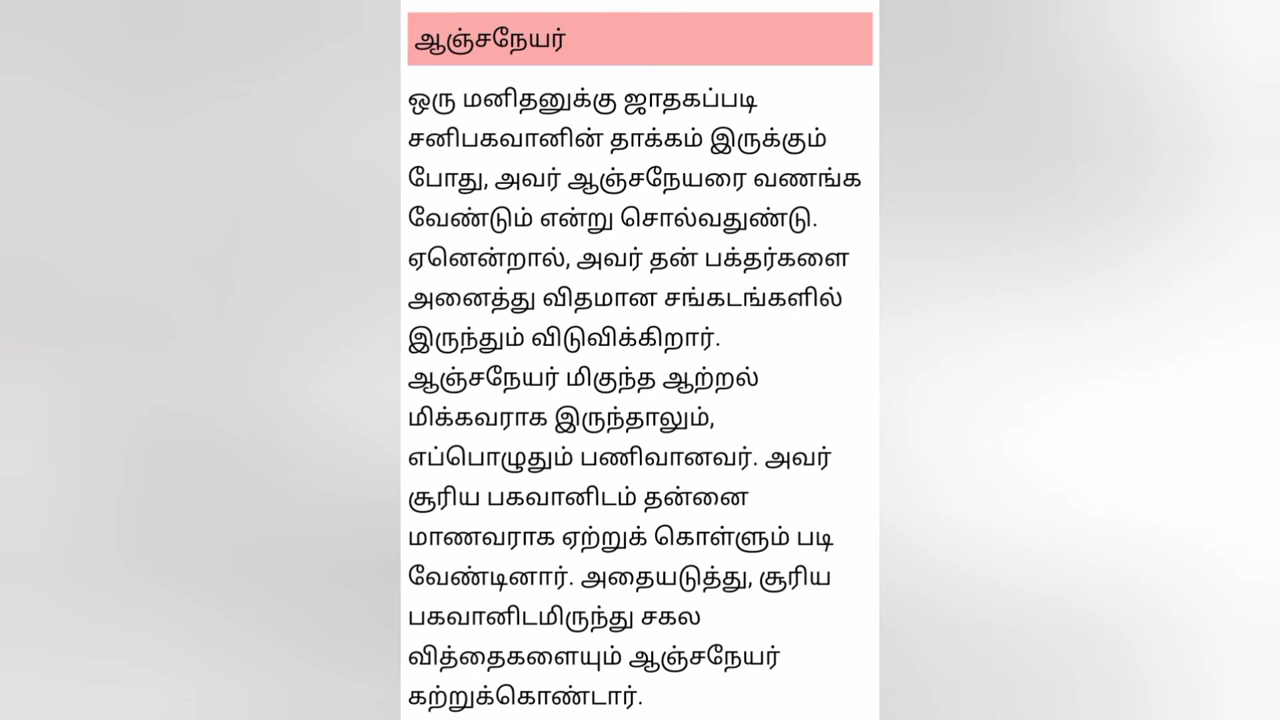 ஆஞ்சநேயர்
ஒரு மனிதனுக்கு ஜாதகப்படி
சனிபகவானின் தாக்கம் இருக்கும்
போது, அவர் ஆஞ்சநேயரை வணங்க
வேண்டும் என்று சொல்வதுண்டு.
ஏனென்றால், அவர் தன் பக்தர்களை
அனைத்து விதமான சங்கடங்களில்
இருந்தும் விடுவிக்கிறார்.
ஆஞ்சநேயர் மிகுந்த ஆற்றல்
மிக்கவராக இருந்தாலும்,
எப்பொழுதும் பணிவானவர். அவர்
சூரிய பகவானிடம் தன்னை
மாணவராக ஏற்றுக் கொள்ளும் படி
வேண்டினார். அதையடுத்து, சூரிய
பகவானிடமிருந்து சகல
வித்தைகளையும் ஆஞ்சநேயர்
கற்றுக்கொண்டார்.